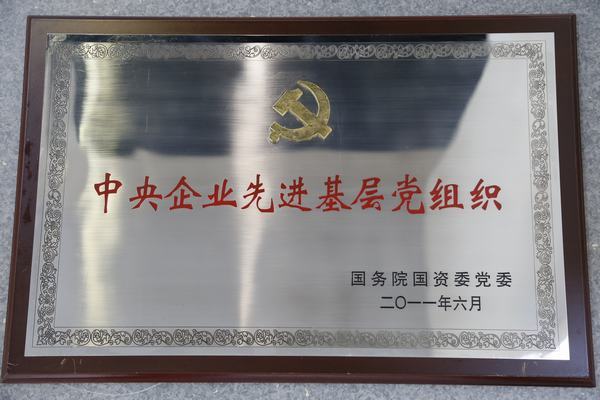 中央企业先进基层党组织
国务院国资委党委
二〇一一年六月